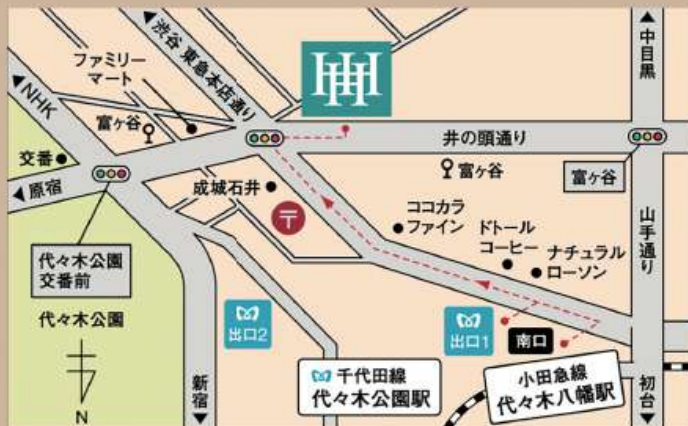 渋谷 東急本店通り
中目黒
ファミリー
マート
HH
NHK
富ヶ谷
井の頭通り
交番
成城石井
富ヶ谷
富ヶ谷
原宿
〒
ココカラ
ファイン
ドトール
コーヒー
ナチュラル
ローソン
山手通り
代々木公園
交番前
代々木公園
出口2
出口1
南口
千代田線
代々木公園駅
小田急線
代々木八幡駅
新宿
初台
N